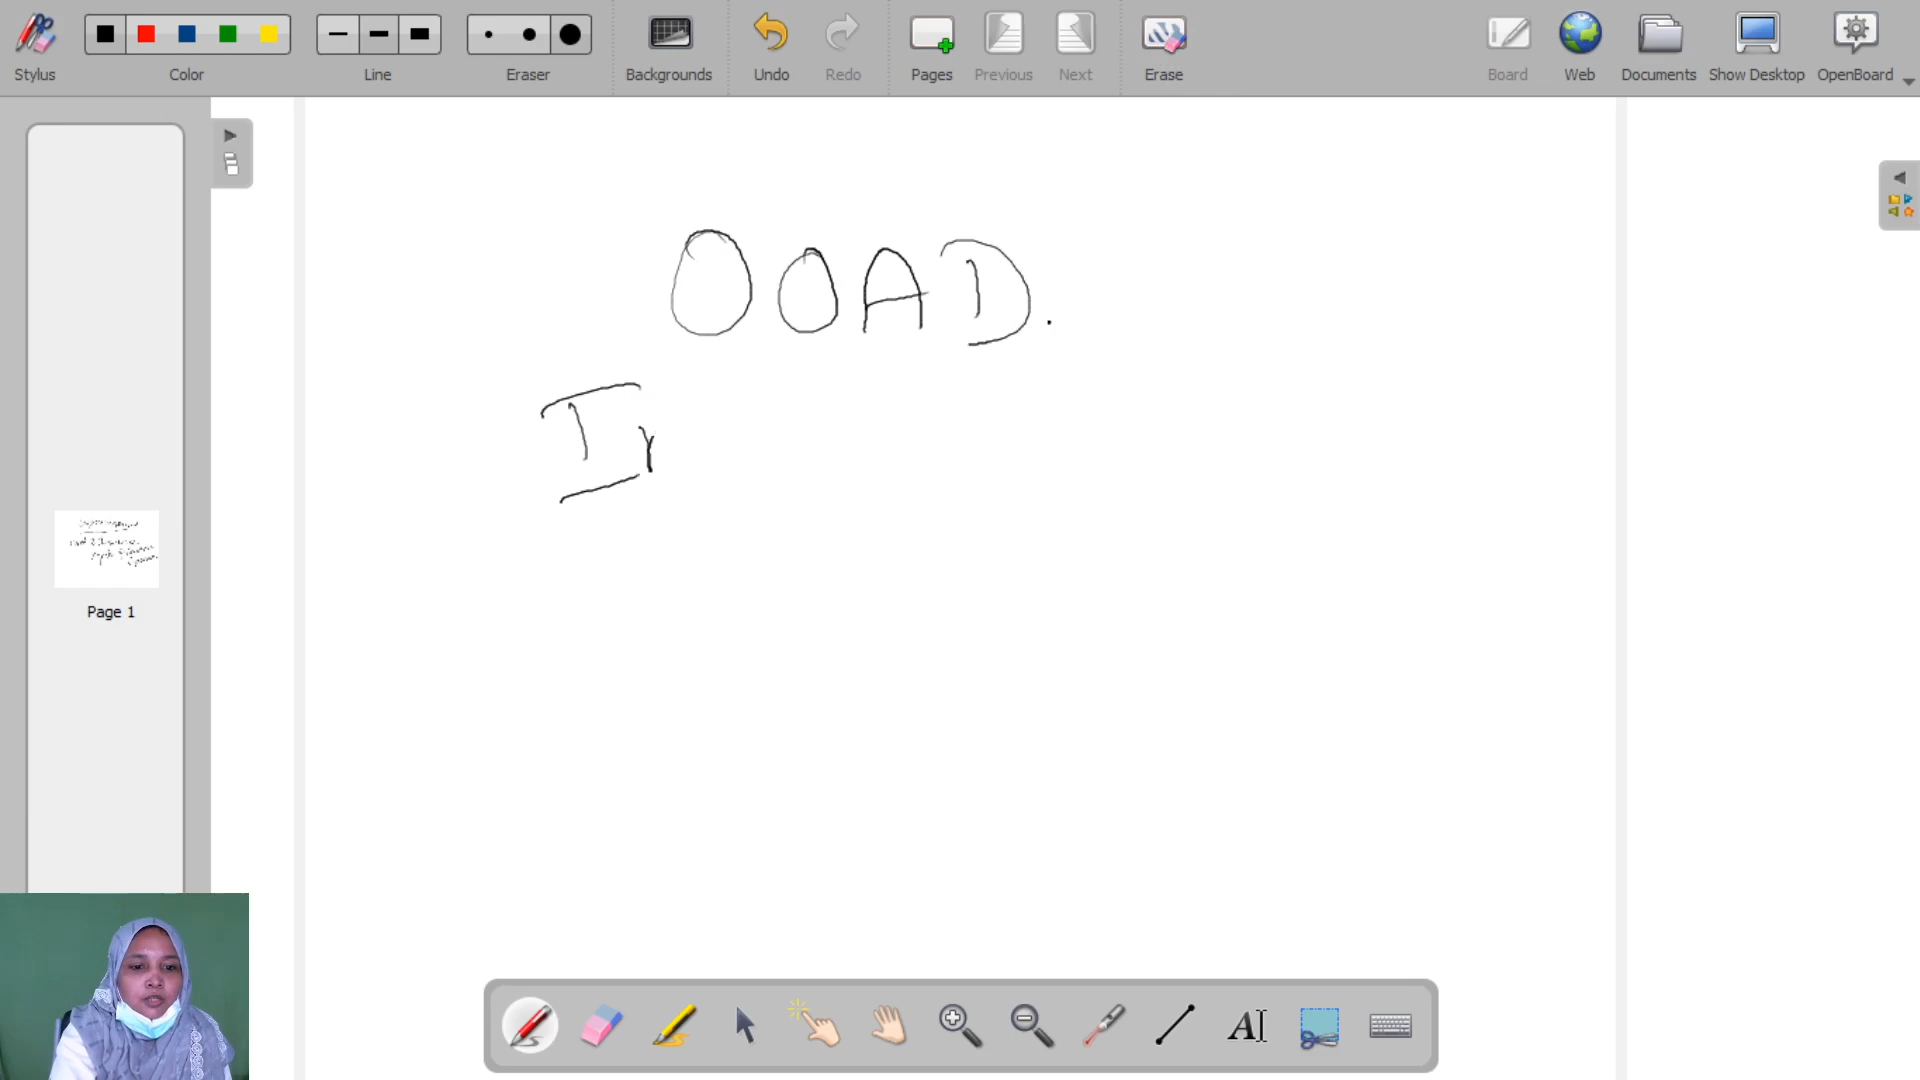 Stylus
Color
Line
Eraser
Backgrounds
Undo
Redo
Pages
Previous
Next
Erase
Board
Web
Documents
Show Desktop
OpenBoard
OOAD.
Ir
Page 1